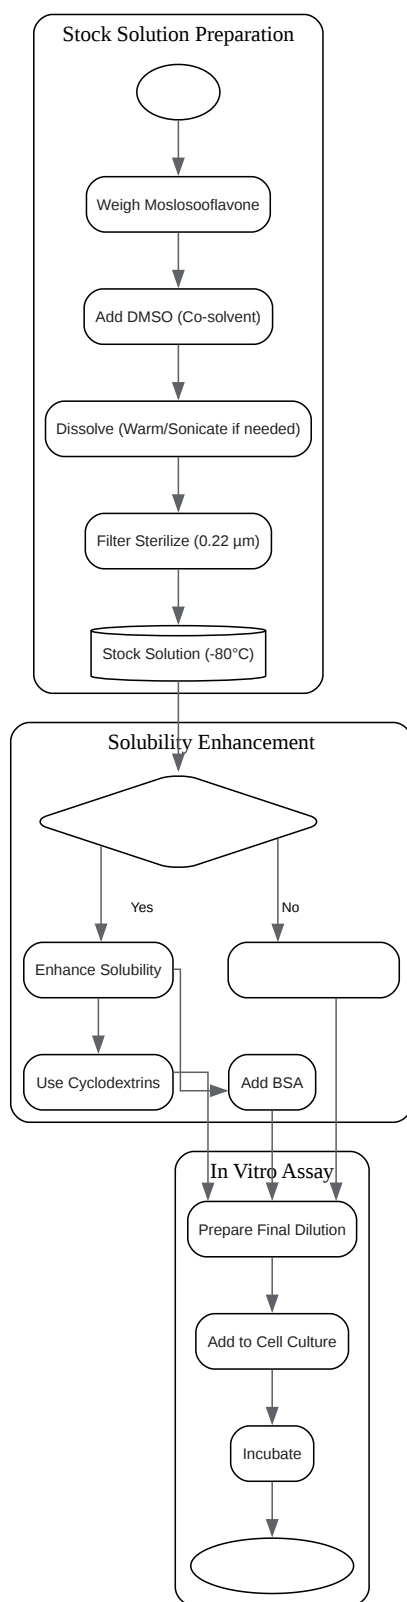 Stock Solution Preparation
Weigh Moslosooflavone
Add DMSO (Co-solvent)
Dissolve (Warm/Sonicate if needed)
Filter Sterilize (0.22 µm)
Stock Solution (-80°C)
Solubility Enhancement
Yes
No
Enhance Solubility
Use Cyclodextrins
Add BSA
In Vitro Assay
Prepare Final Dilution
Add to Cell Culture
Incubate